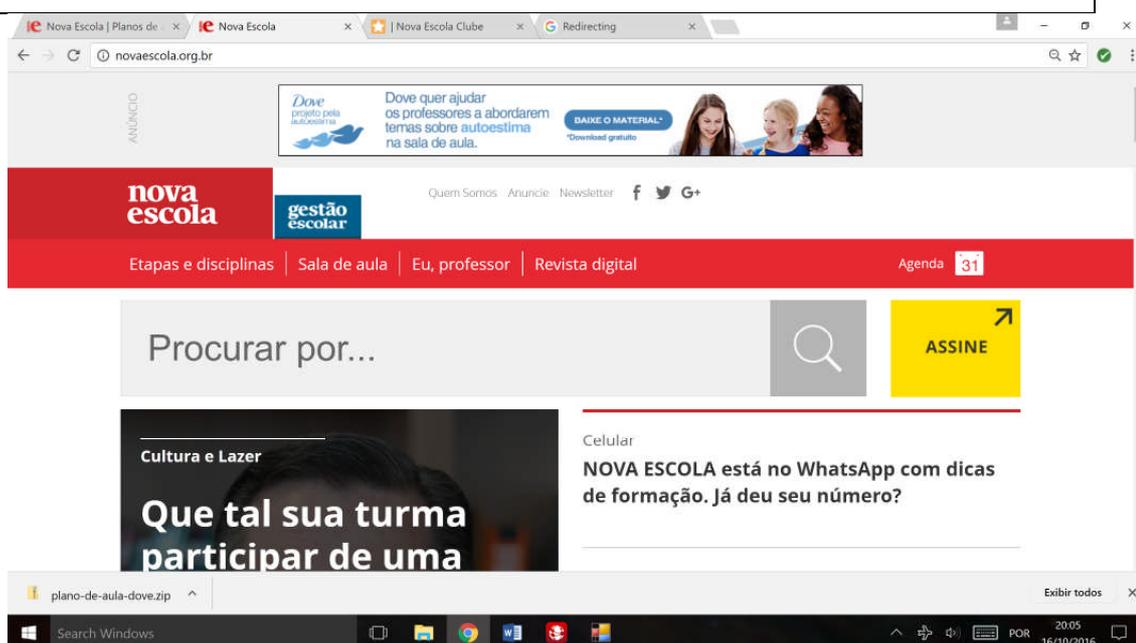 Nova Escola | Planos de
Nova Escola
| Nova Escola Clube
Redirecting
novaescola.org.br
ANÚNCIO
Dove
projeto pela
autoestima
Dove quer ajudar
os professores a abordarem
temas sobre autoestima
na sala de aula.
BAIXE O MATERIAL*
*Download gratuito
nova
escola
gestão
escolar
Quem Somos Anuncie Newsletter f G+
Etapas e disciplinas | Sala de aula | Eu, professor | Revista digital
Agenda 31
Procurar por...
ASSINE
Cultura e Lazer
Que tal sua turma
participar de uma
Celular
NOVA ESCOLA está no WhatsApp com dicas
de formação. Já deu seu número?
plano-de-aula-dove.zip
Exibir todos
Search Windows
POR
20:05
16/10/2016